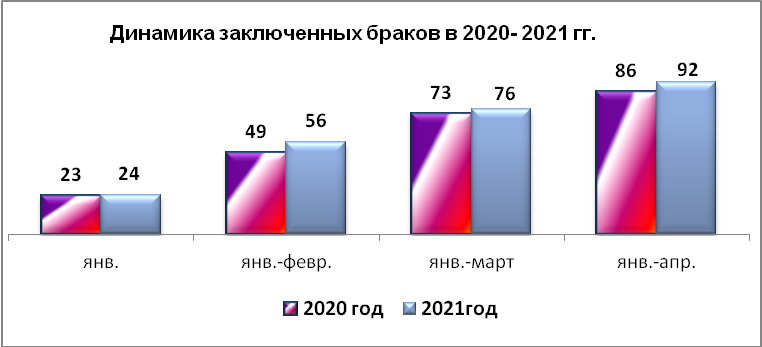 Динамика заключенных браков в 2020- 2021 гг.
23 24 49 56 73 76 86 92
янв. янв.-февр. янв.-март янв.-апр.
2020 год 2021год